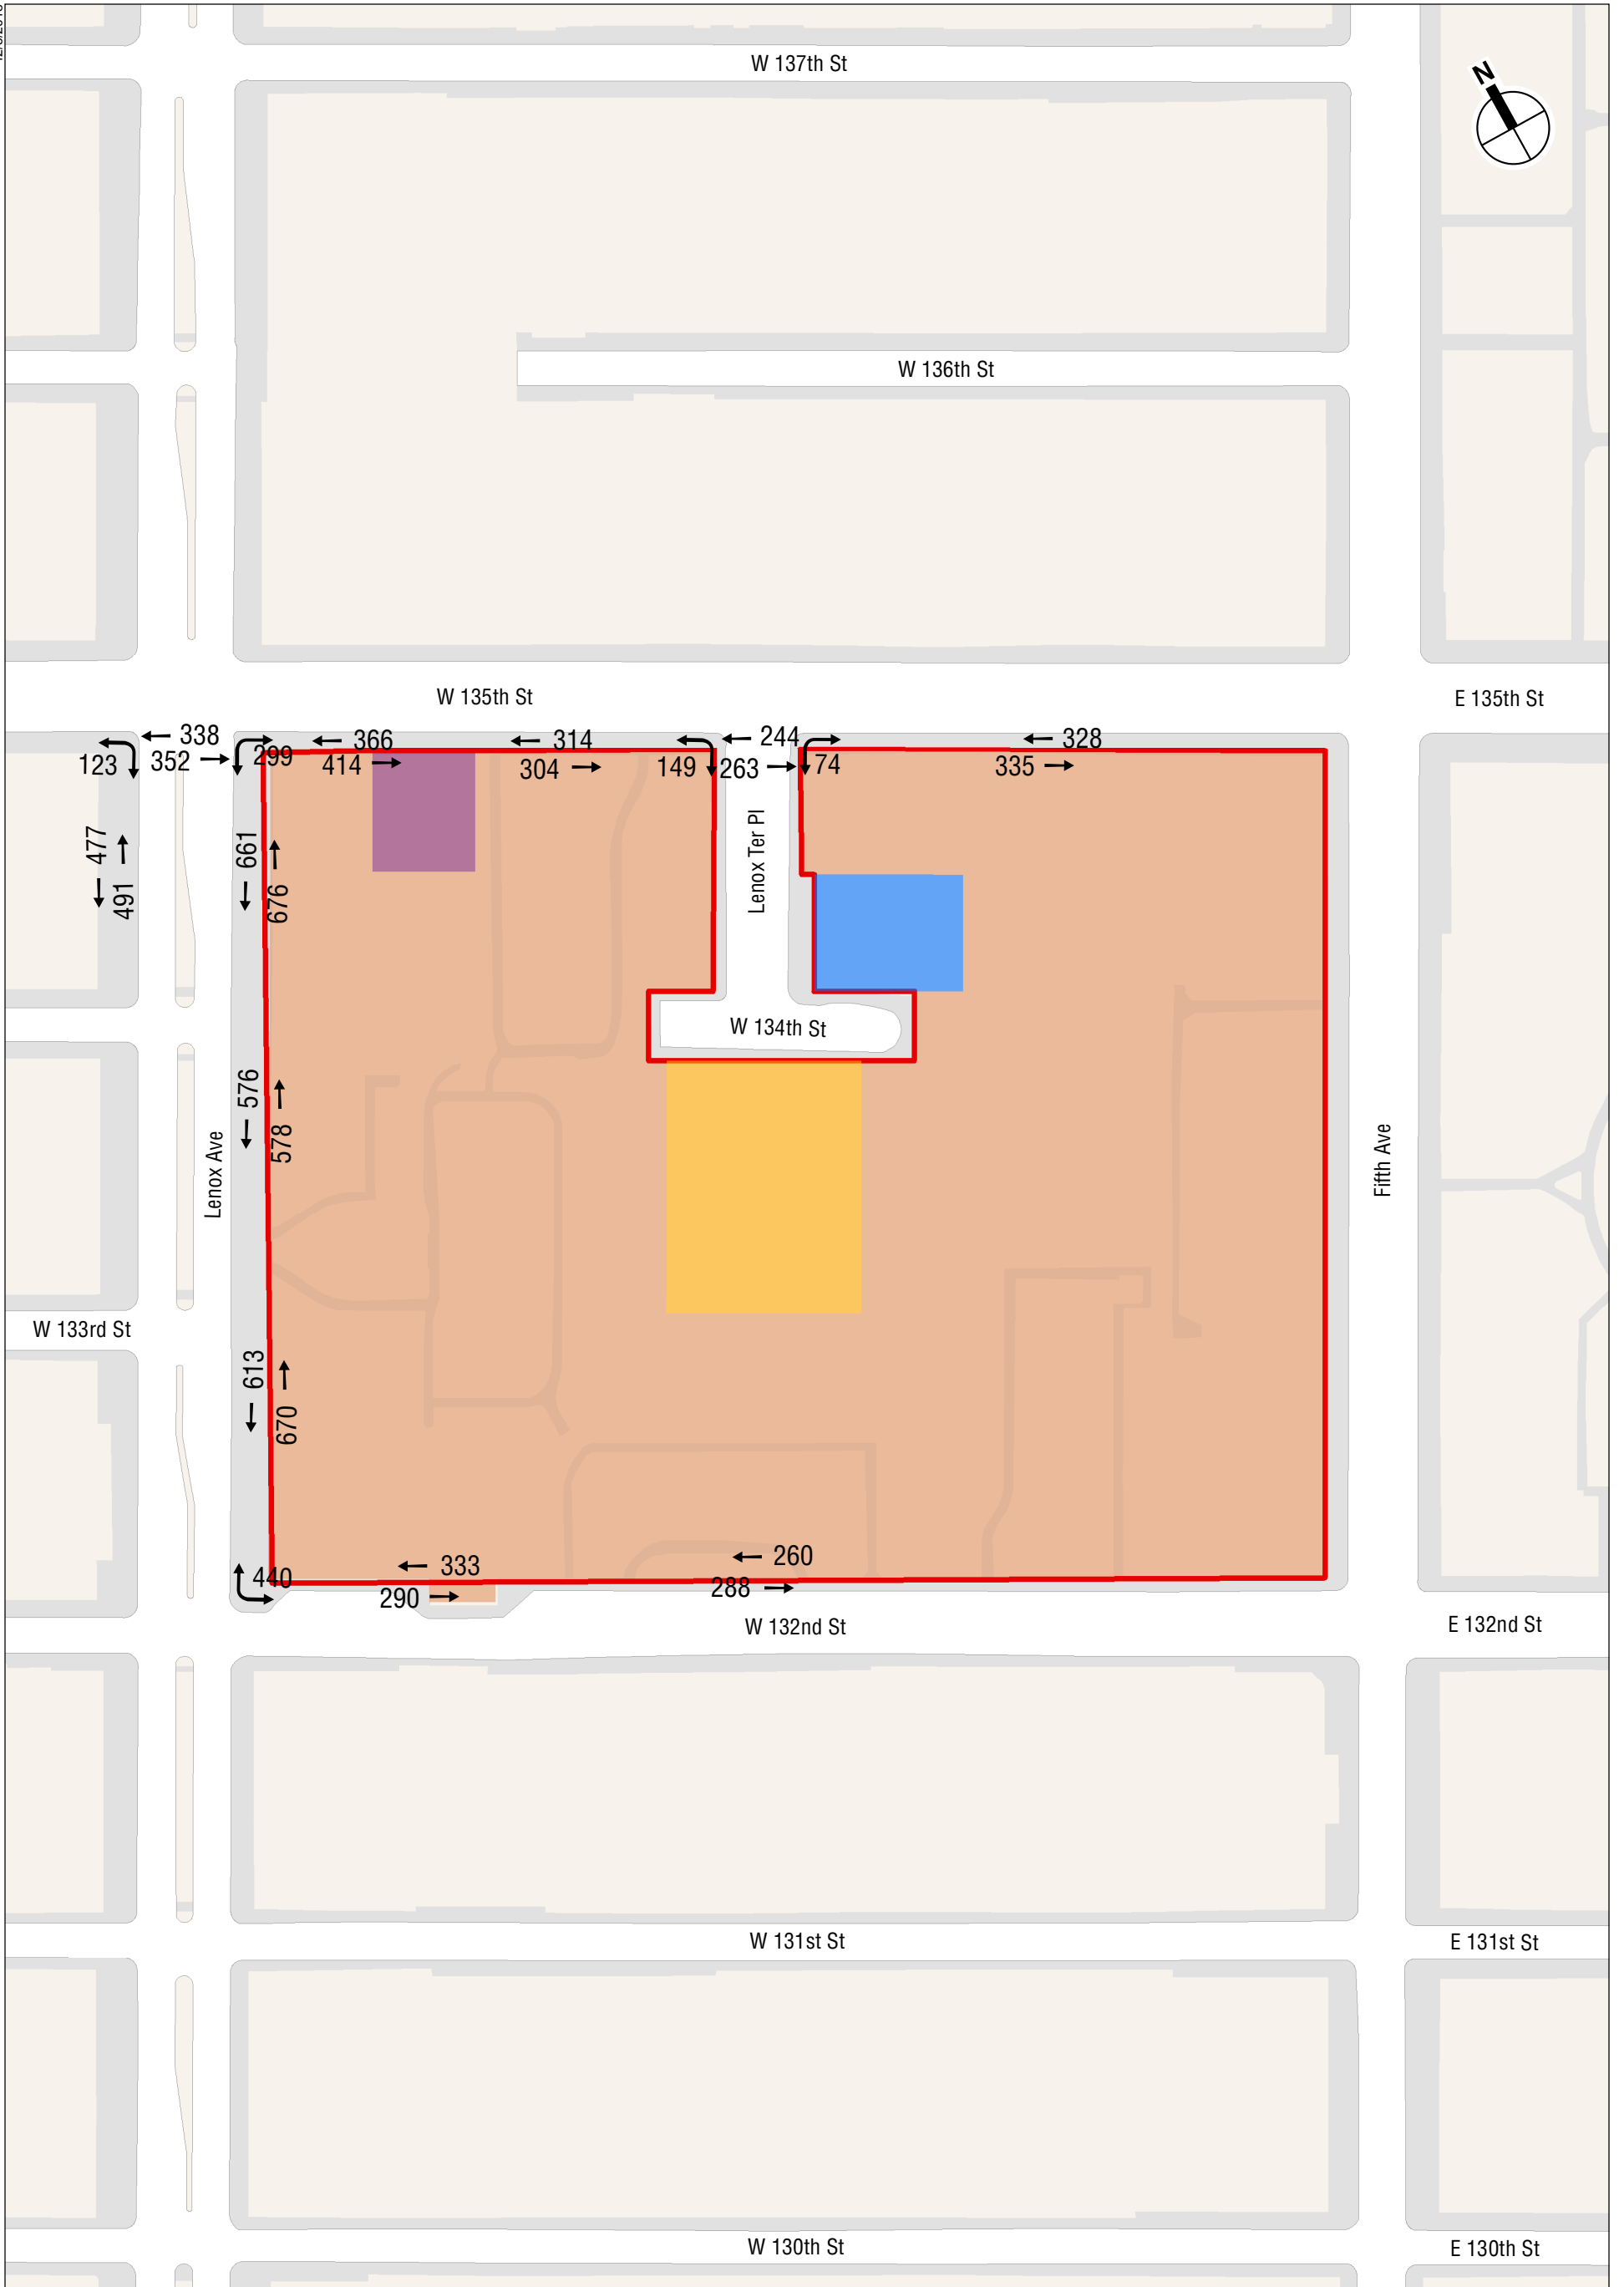 W 137th St
N
W 136th St
W 135th St
E 135th St
338
366
314
244
328
123
352
299
414
304
149
263
74
335
477
491
661
676
Lenox Ter Pl
W 134th St
576
578
Lenox Ave
Fifth Ave
W 133rd St
613
670
440
333
260
290
288
W 132nd St
E 132nd St
W 131st St
E 131st St
W 130th St
E 130th St